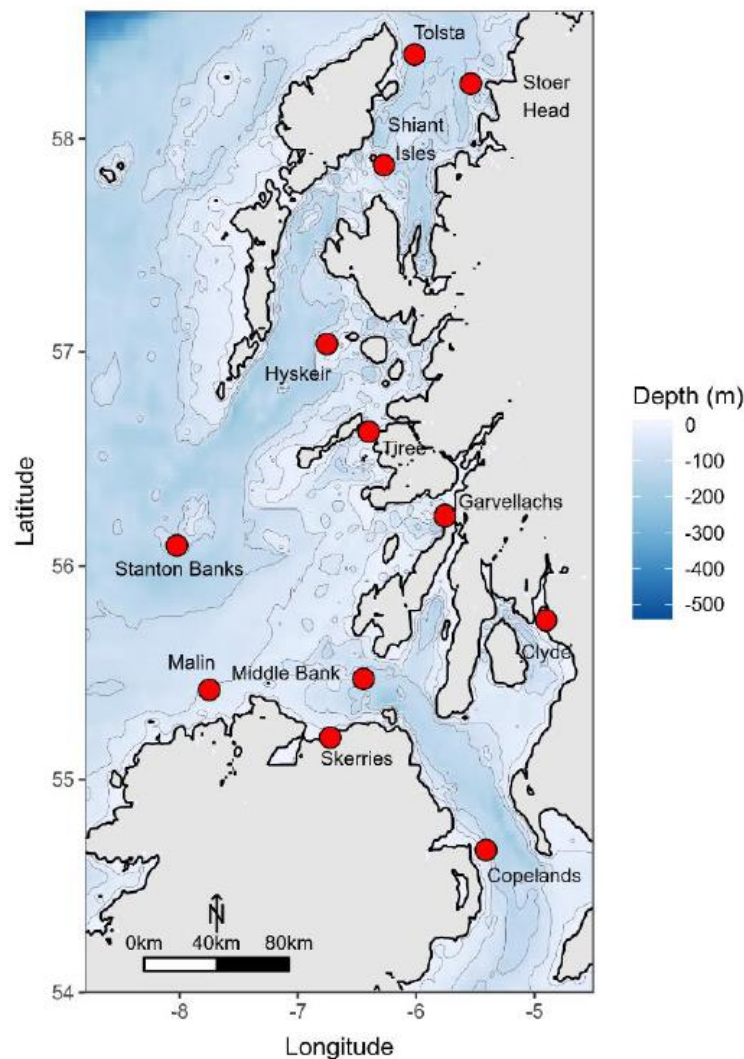 Tolsta
Stoer
Head
58
Shiant
Isles
57
Hyskeir
Tiree
Garvellachs
56
Stanton Banks
Clyde
Malin
Middle Bank
Skerries
55
Copelands
N
0km 40km 80km
54
-8 -7 -6 -5
Longitude
Latitude
Depth (m)
0
-100
-200
-300
-400
-500